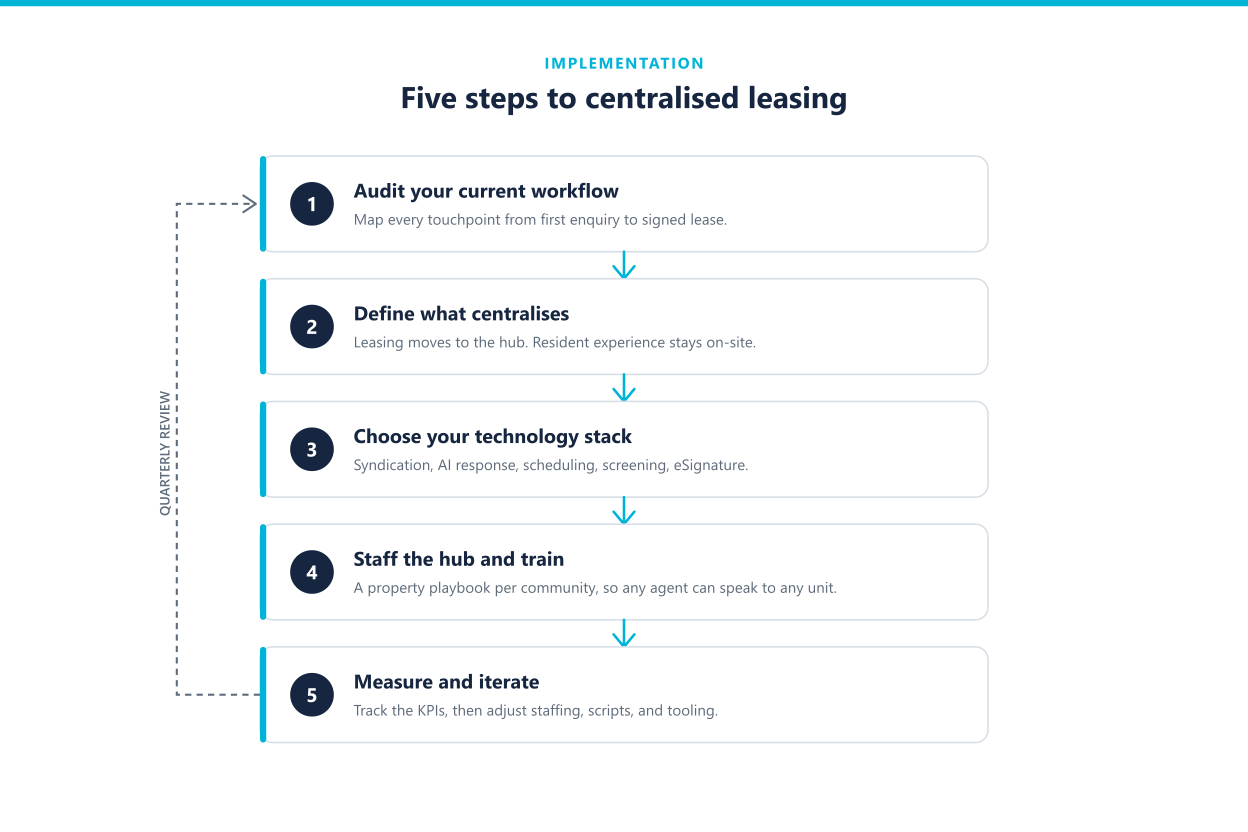 IMPLEMENTATION
Five steps to centralised leasing
1
Audit your current workflow
Map every touchpoint from first enquiry to signed lease.
2
Define what centralises
Leasing moves to the hub. Resident experience stays on-site.
3
Choose your technology stack
Syndication, AI response, scheduling, screening, eSignature.
4
Staff the hub and train
A property playbook per community, so any agent can speak to any unit.
5
Measure and iterate
Track the KPIs, then adjust staffing, scripts, and tooling.
QUARTERLY REVIEW